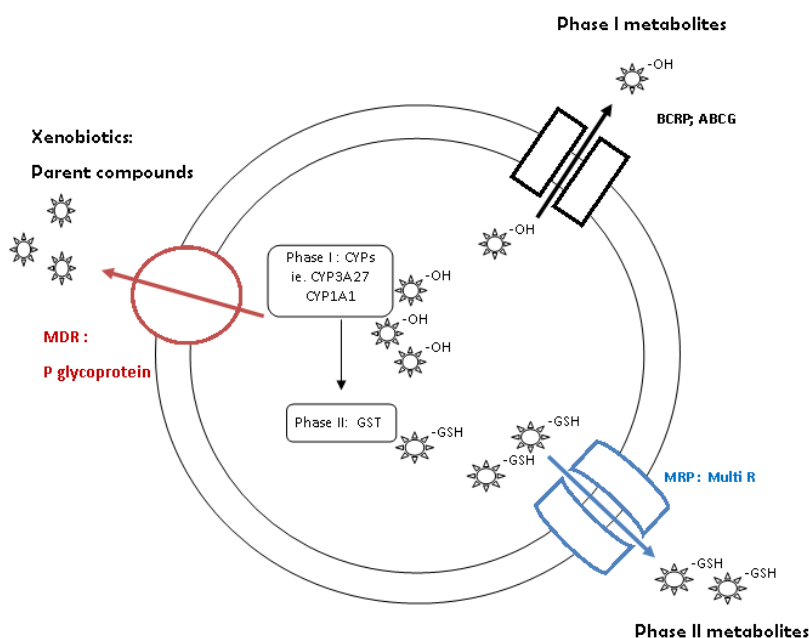 Phase I metabolites
-OH
BCRP; ABCG
Xenobiotics:
Parent compounds
-OH
Phase I : CYPs
ie. CYP3A27
CYP1A1
-OH
-OH
-OH
MDR :
P glycoprotein
Phase II: GST
-GSH
-GSH
-GSH
MRP: Multi R
-GSH
-GSH
Phase II metabolites